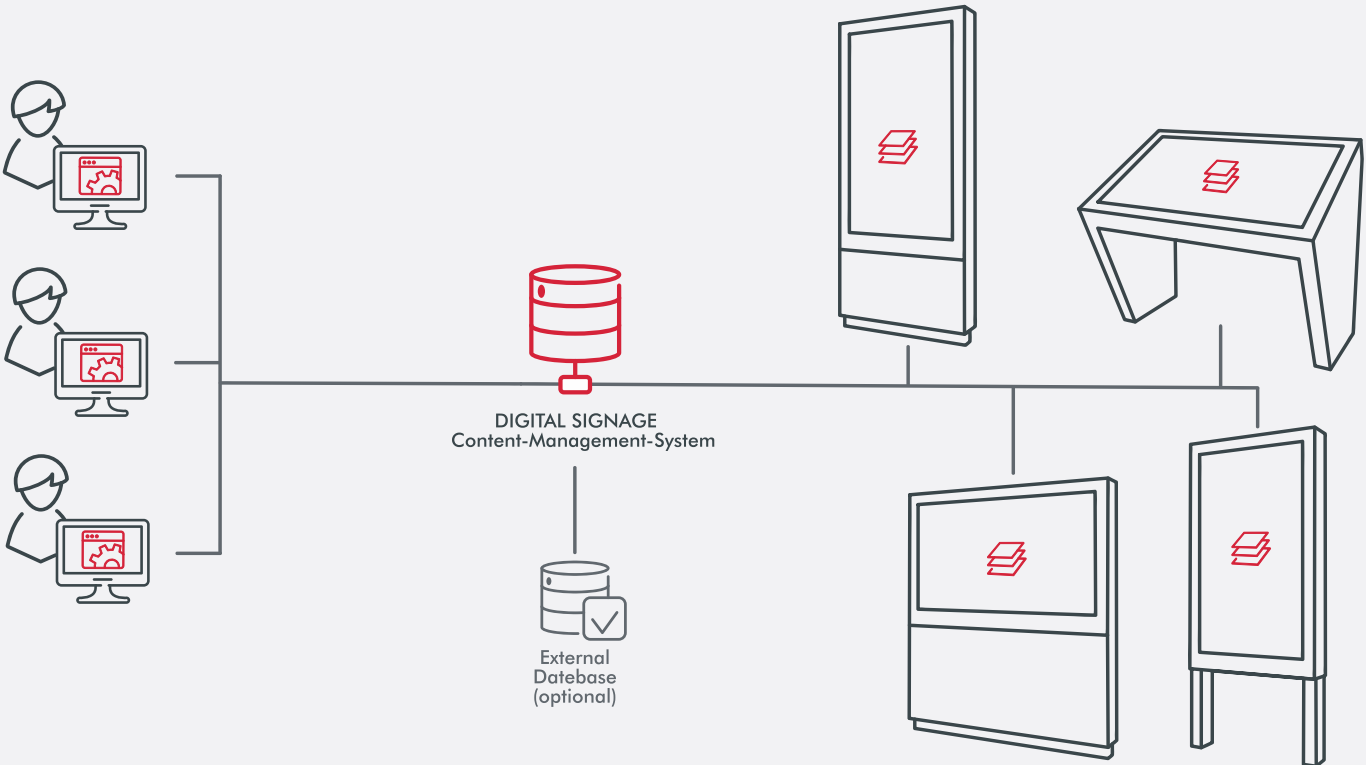 DIGITAL SIGNAGE
Content-Management-System
External
Datebase
(optional)